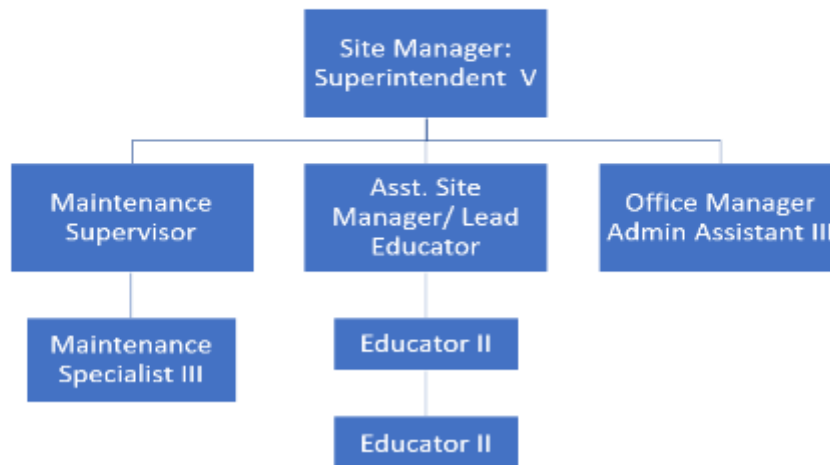 Site Manager:
Superintendent V
Maintenance
Supervisor
Asst. Site
Manager/ Lead
Educator
Office Manager
Admin Assistant III
Maintenance
Specialist III
Educator II
Educator II